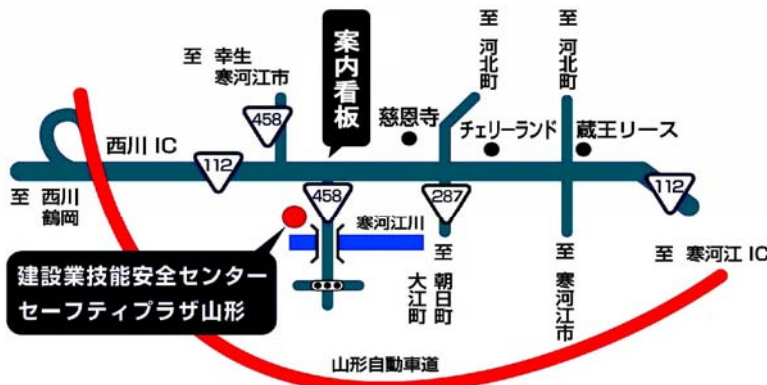 至 幸生
寒河江市
案内看板
至 河北町
至 河北町
458
慈恩寺
チェリーランド
蔵王リース
西川 IC
112
458
287
112
至 西川
鶴岡
寒河江川
至 朝日町
大江町
至 寒河江市
至 寒河江 IC
建設業技能安全センター
セーフティプラザ山形
山形自動車道